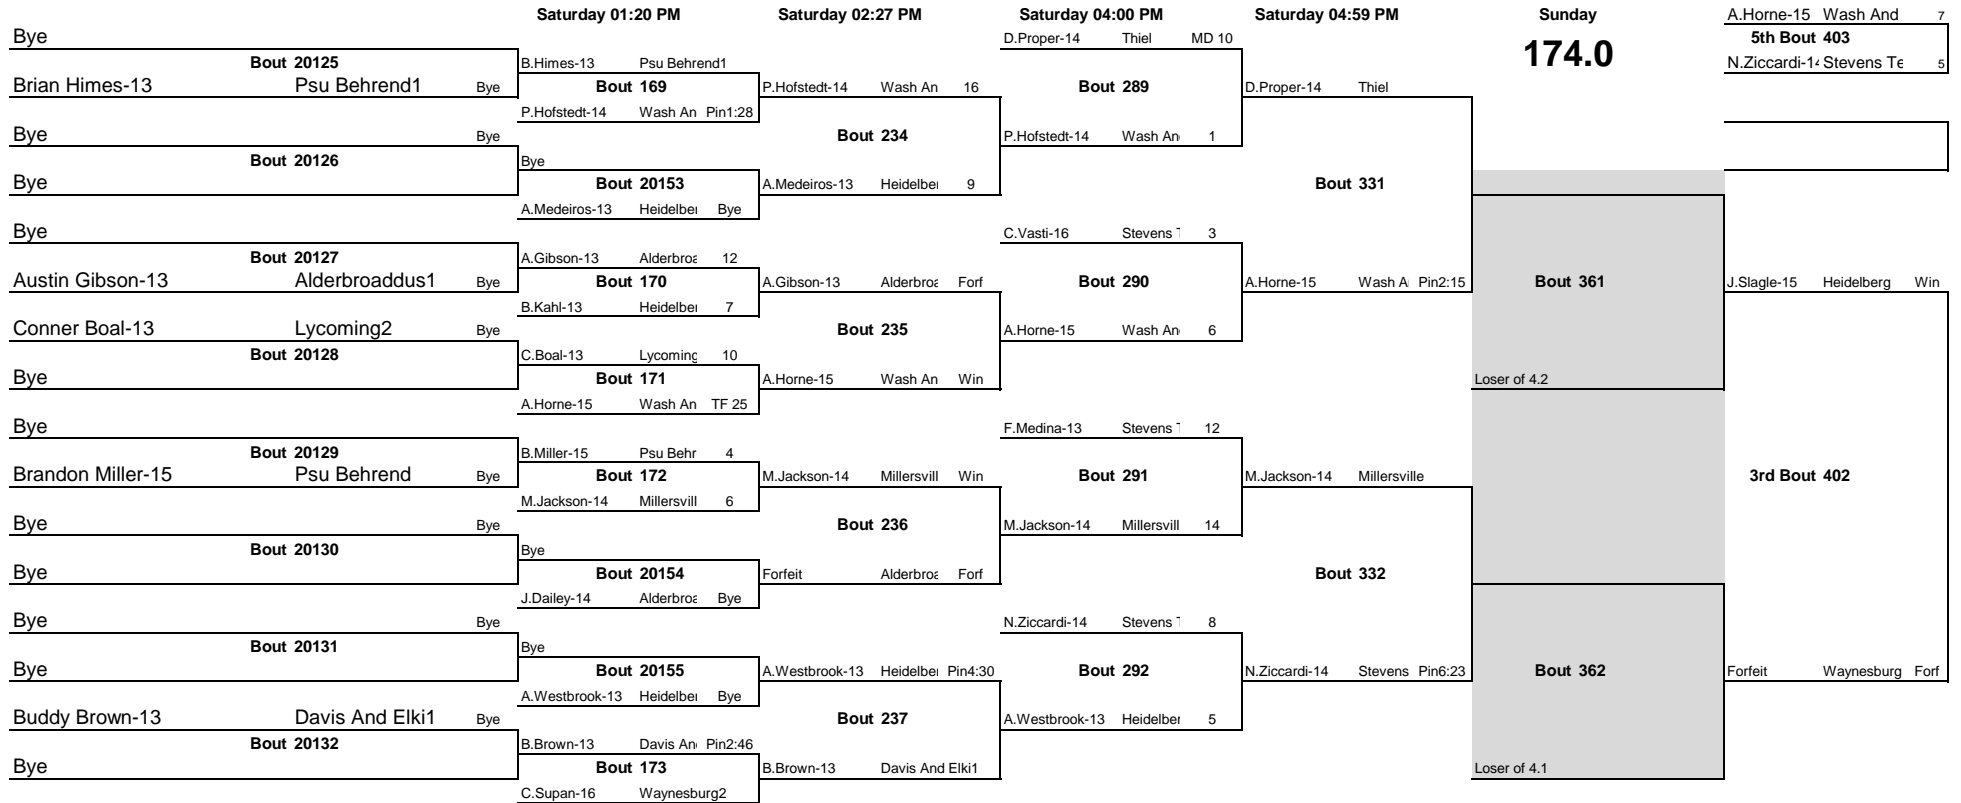 Saturday 01:20 PM Saturday 02:27 PM Saturday 04:00 PM Saturday 04:59 PM Sunday A.Horne-15 Wash And 7
Bye D.Proper-14 Thiel MD 10 174.0 5th Bout 403
Bout 20125 B.Himes-13 Psu Behrend1 N.Ziccardi-14 Stevens Te 5
Brian Himes-13 Psu Behrend1 Bye Bout 169 P.Hofstedt-14 Wash An 16 Bout 289 D.Proper-14 Thiel
P.Hofstedt-14 Wash An Pin1:28
Bye Bye Bout 234 P.Hofstedt-14 Wash An 1
Bout 20126 Bye
Bye Bout 20153 A.Medeiros-13 Heidelber 9 Bout 331
A.Medeiros-13 Heidelber Bye
Bye C.Vasti-16 Stevens T 3
Bout 20127 A.Gibson-13 Alderbroa 12
Austin Gibson-13 Alderbroaddus1 Bye Bout 170 A.Gibson-13 Alderbroa Forf Bout 290 A.Horne-15 Wash A Pin2:15 Bout 361 J.Slagle-15 Heidelberg Win
B.Kahl-13 Heidelber 7
Conner Boal-13 Lycoming2 Bye Bout 235 A.Horne-15 Wash An 6
Bout 20128 C.Boal-13 Lycoming 10
Bye Bout 171 A.Horne-15 Wash An Win Loser of 4.2
A.Horne-15 Wash An TF 25
Bye F.Medina-13 Stevens T 12
Bout 20129 B.Miller-15 Psu Behr 4
Brandon Miller-15 Psu Behrend Bye Bout 172 M.Jackson-14 Millersvill Win Bout 291 M.Jackson-14 Millersville 3rd Bout 402
M.Jackson-14 Millersvill 6
Bye Bye Bout 236 M.Jackson-14 Millersvill 14
Bout 20130 Bye
Bye Bout 20154 Forfeit Alderbroa Forf Bout 332
J.Dailey-14 Alderbroa Bye
Bye Bye N.Ziccardi-14 Stevens T 8
Bout 20131 Bye
Bye Bout 20155 A.Westbrook-13 Heidelber Pin4:30 Bout 292 N.Ziccardi-14 Stevens Pin6:23 Bout 362 Forfeit Waynesburg Forf
A.Westbrook-13 Heidelber Bye
Buddy Brown-13 Davis And Elki1 Bye Bout 237 A.Westbrook-13 Heidelber 5
Bout 20132 B.Brown-13 Davis An Pin2:46
Bye Bout 173 B.Brown-13 Davis And Elki1 Loser of 4.1
C.Supan-16 Waynesburg2